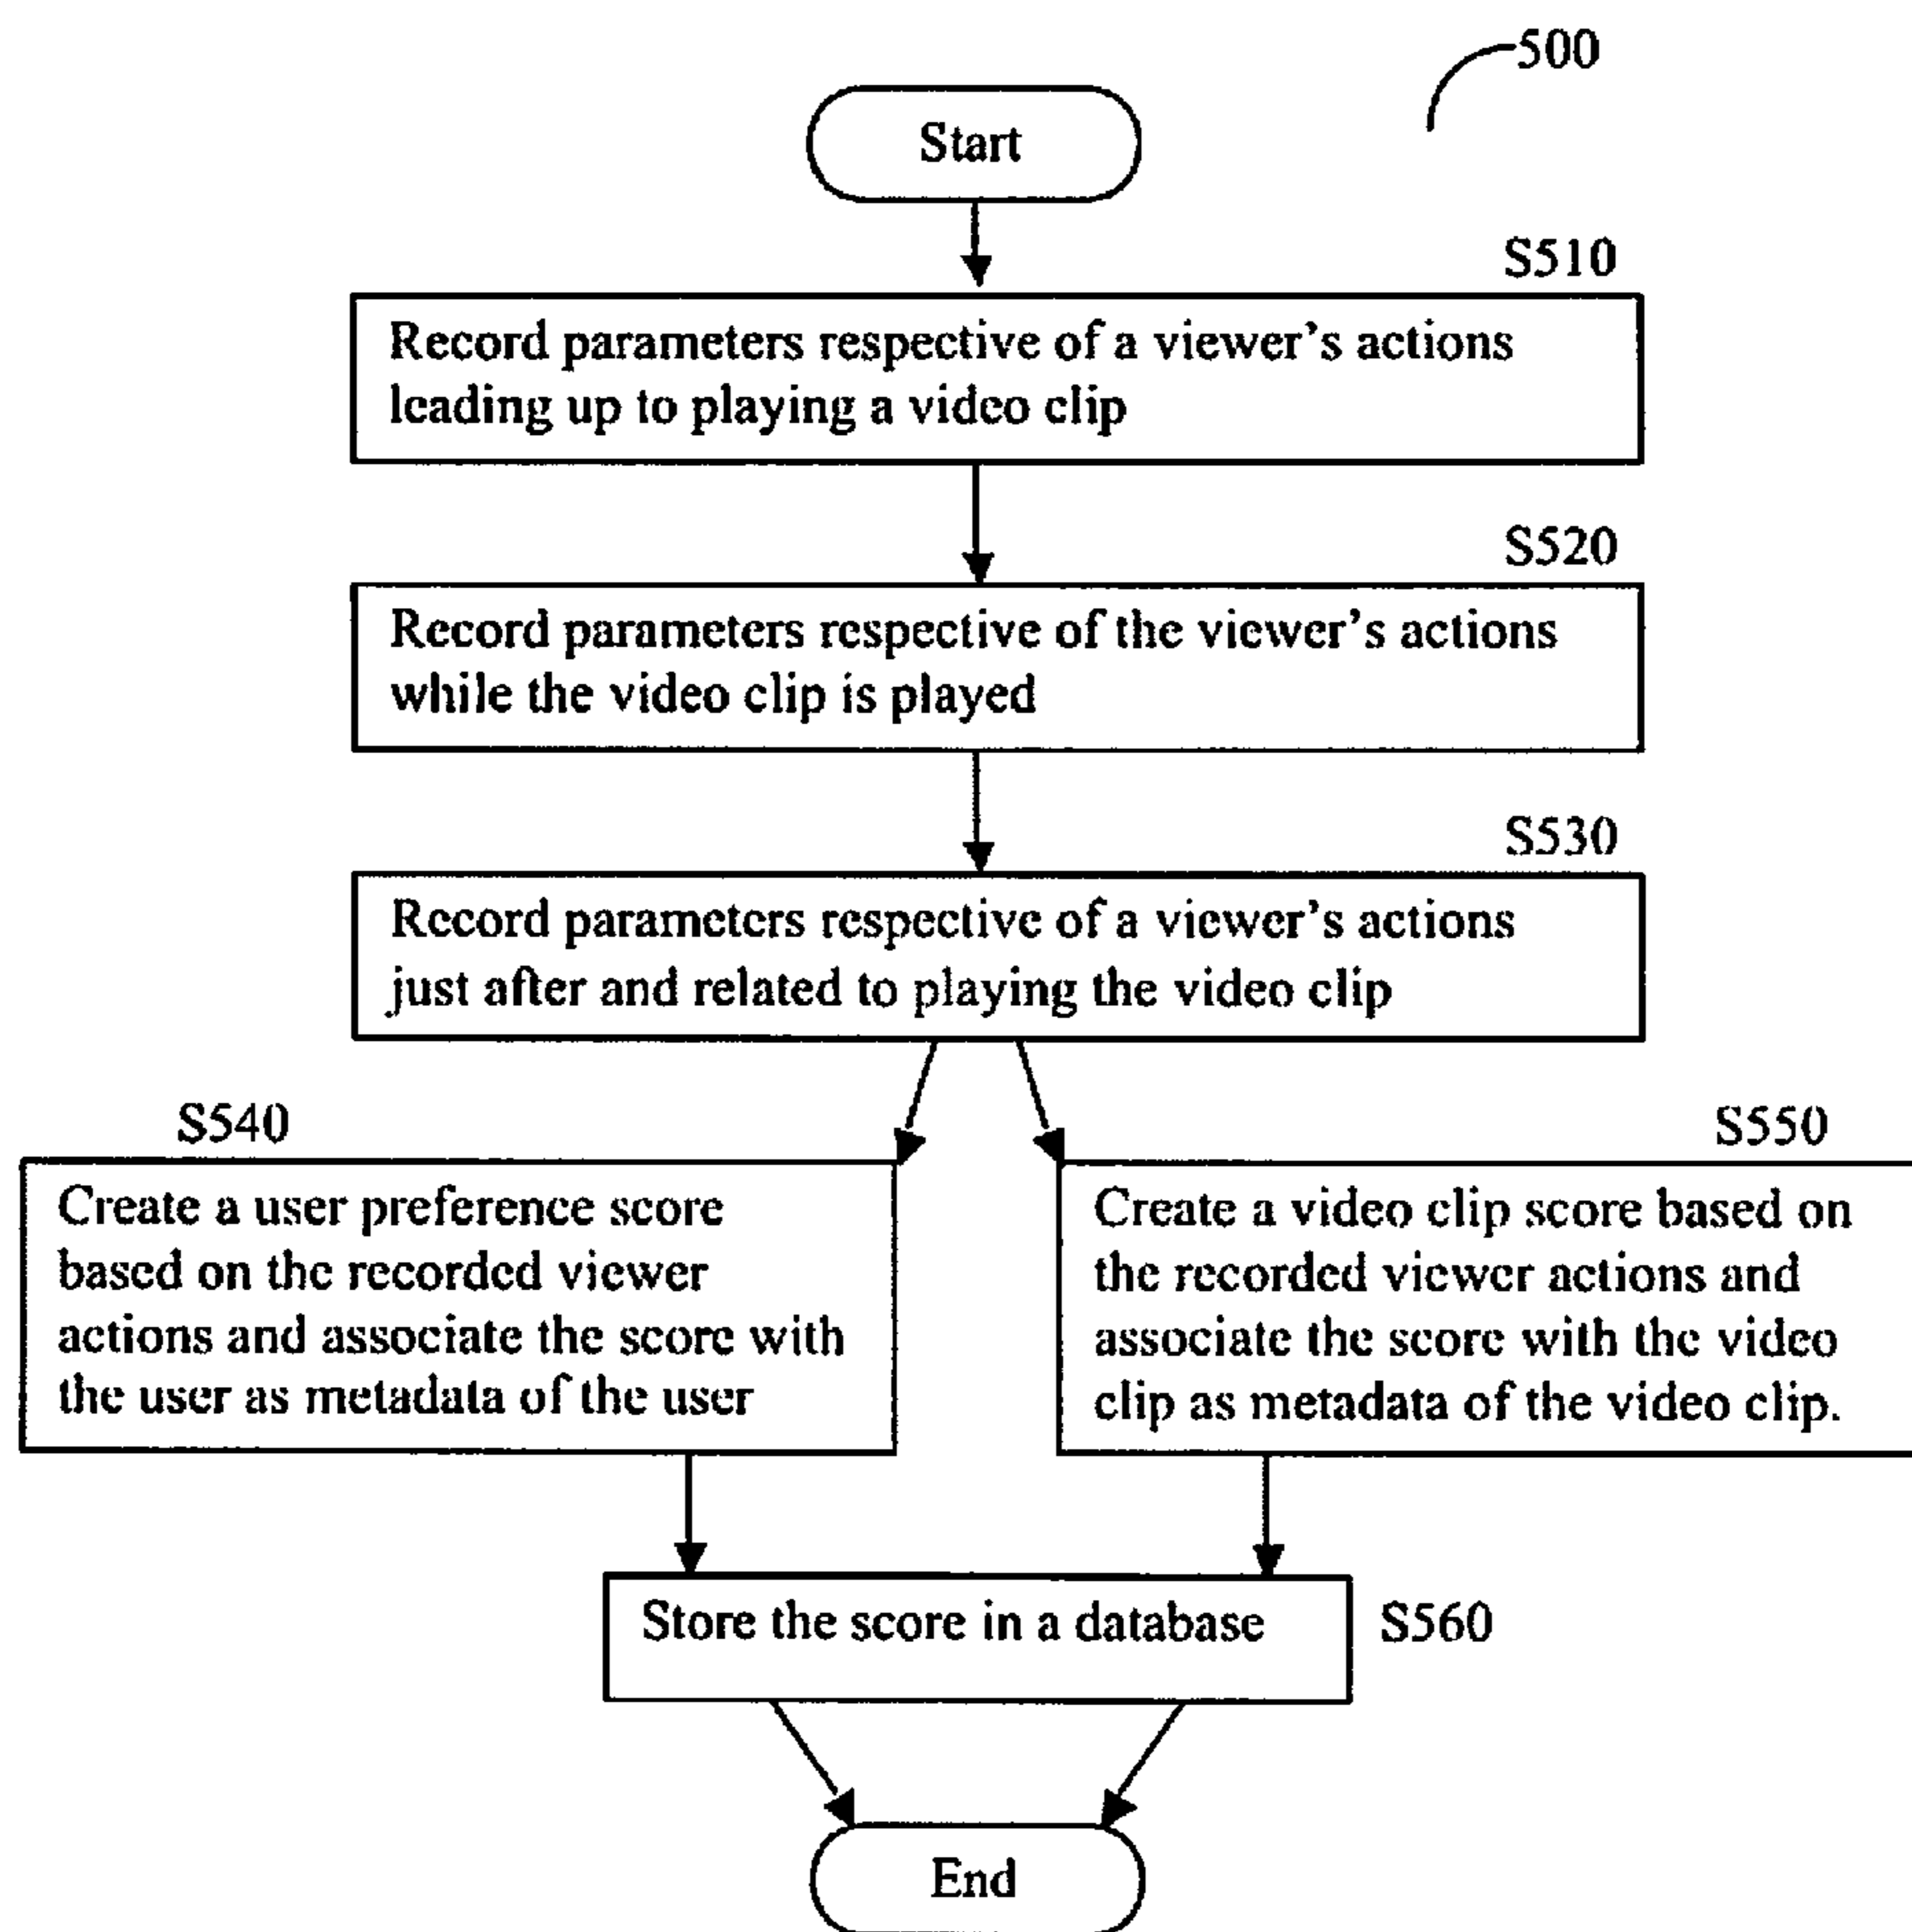 500
Start
S510
Record parameters respective of a viewer's actions
leading up to playing a video clip
S520
Record parameters respective of the viewer's actions
while the video clip is played
S530
Record parameters respective of a viewer's actions
just after and related to playing the video clip
S540
Create a user preference score
based on the recorded viewer
actions and associate the score with
the user as metadata of the user
S550
Create a video clip score based on
the recorded viewer actions and
associate the score with the video
clip as metadata of the video clip.
Store the score in a database
S560
End